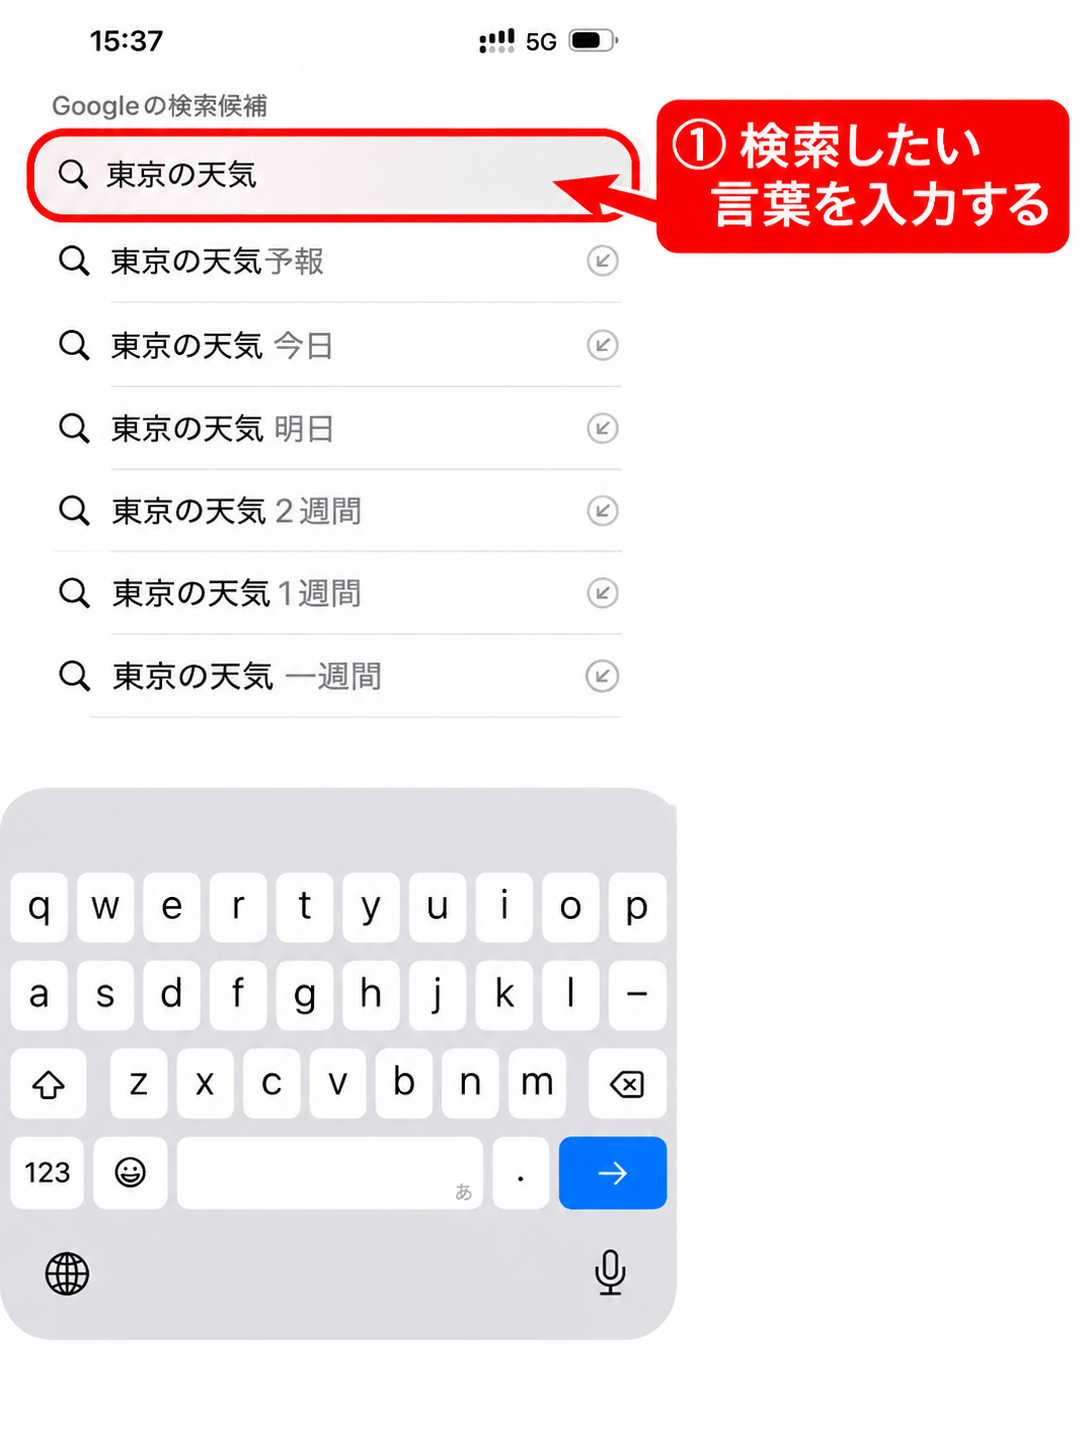 15:37
5G
Googleの検索候補
東京の天気
① 検索したい
言葉を入力する
東京の天気予報
東京の天気 今日
東京の天気 明日
東京の天気 2週間
東京の天気 1週間
東京の天気 一週間
q w e r t y u i o p
a s d f g h j k l –
z x c v b n m
123
あ
.